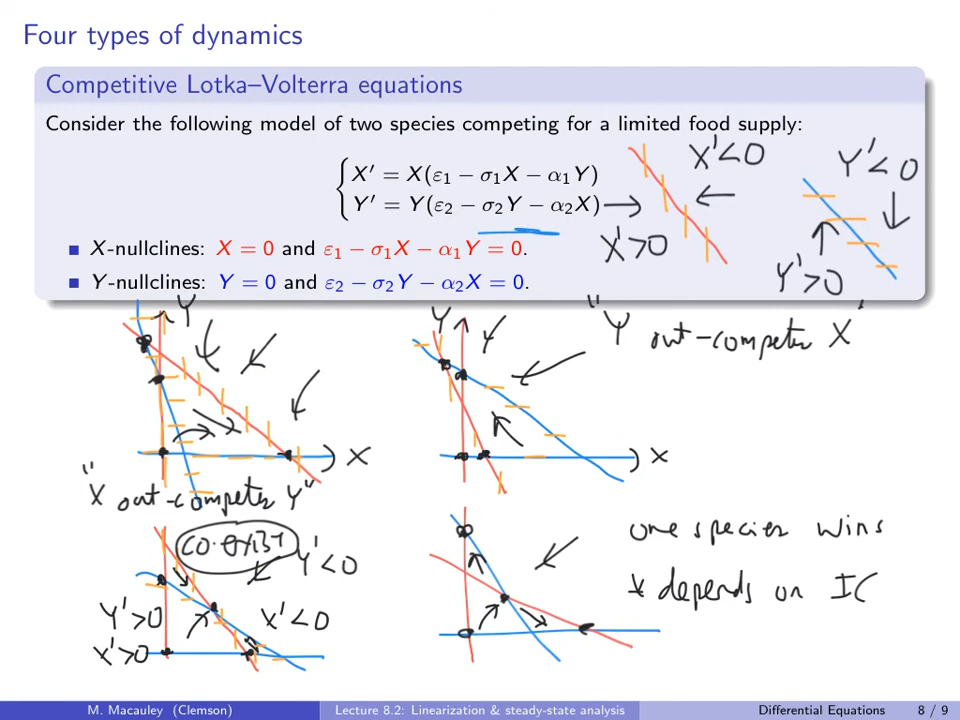 Four types of dynamics
Competitive Lotka–Volterra equations
Consider the following model of two species competing for a limited food supply:
X′ = X(ε₁ − σ₁X − α₁Y)
Y′ = Y(ε₂ − σ₂Y − α₂X)
X'<0
X'>0
Y'<0
Y'>0
■ X-nullclines: X = 0 and ε₁ − σ₁X − α₁Y = 0.
■ Y-nullclines: Y = 0 and ε₂ − σ₂Y − α₂X = 0.
Y
X
"X out-competes Y"
Y
X
"Y out-competes X"
co-exist
Y'<0
Y'>0
X'<0
X'>0
one species wins
* depends on IC
M. Macauley (Clemson)
Lecture 8.2: Linearization & steady-state analysis
Differential Equations
8 / 9